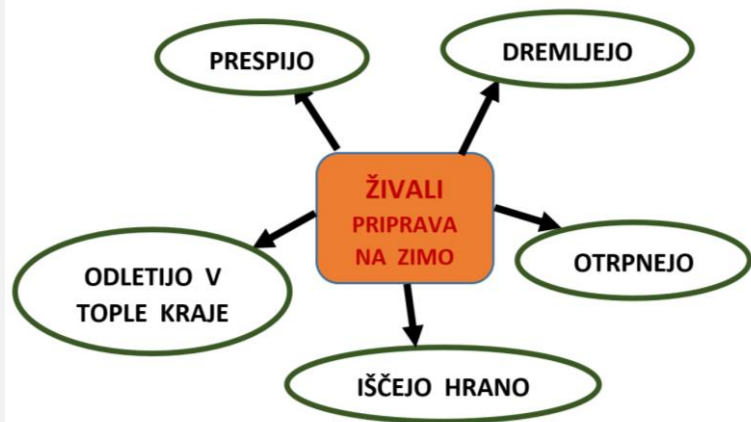 PRESPIJO
DREMLJEJO
ŽIVALI
PRIPRAVA
NA ZIMO
ODLETIJO V
TOPLE KRAJE
OTRPNEJO
IŠČEJO HRANO